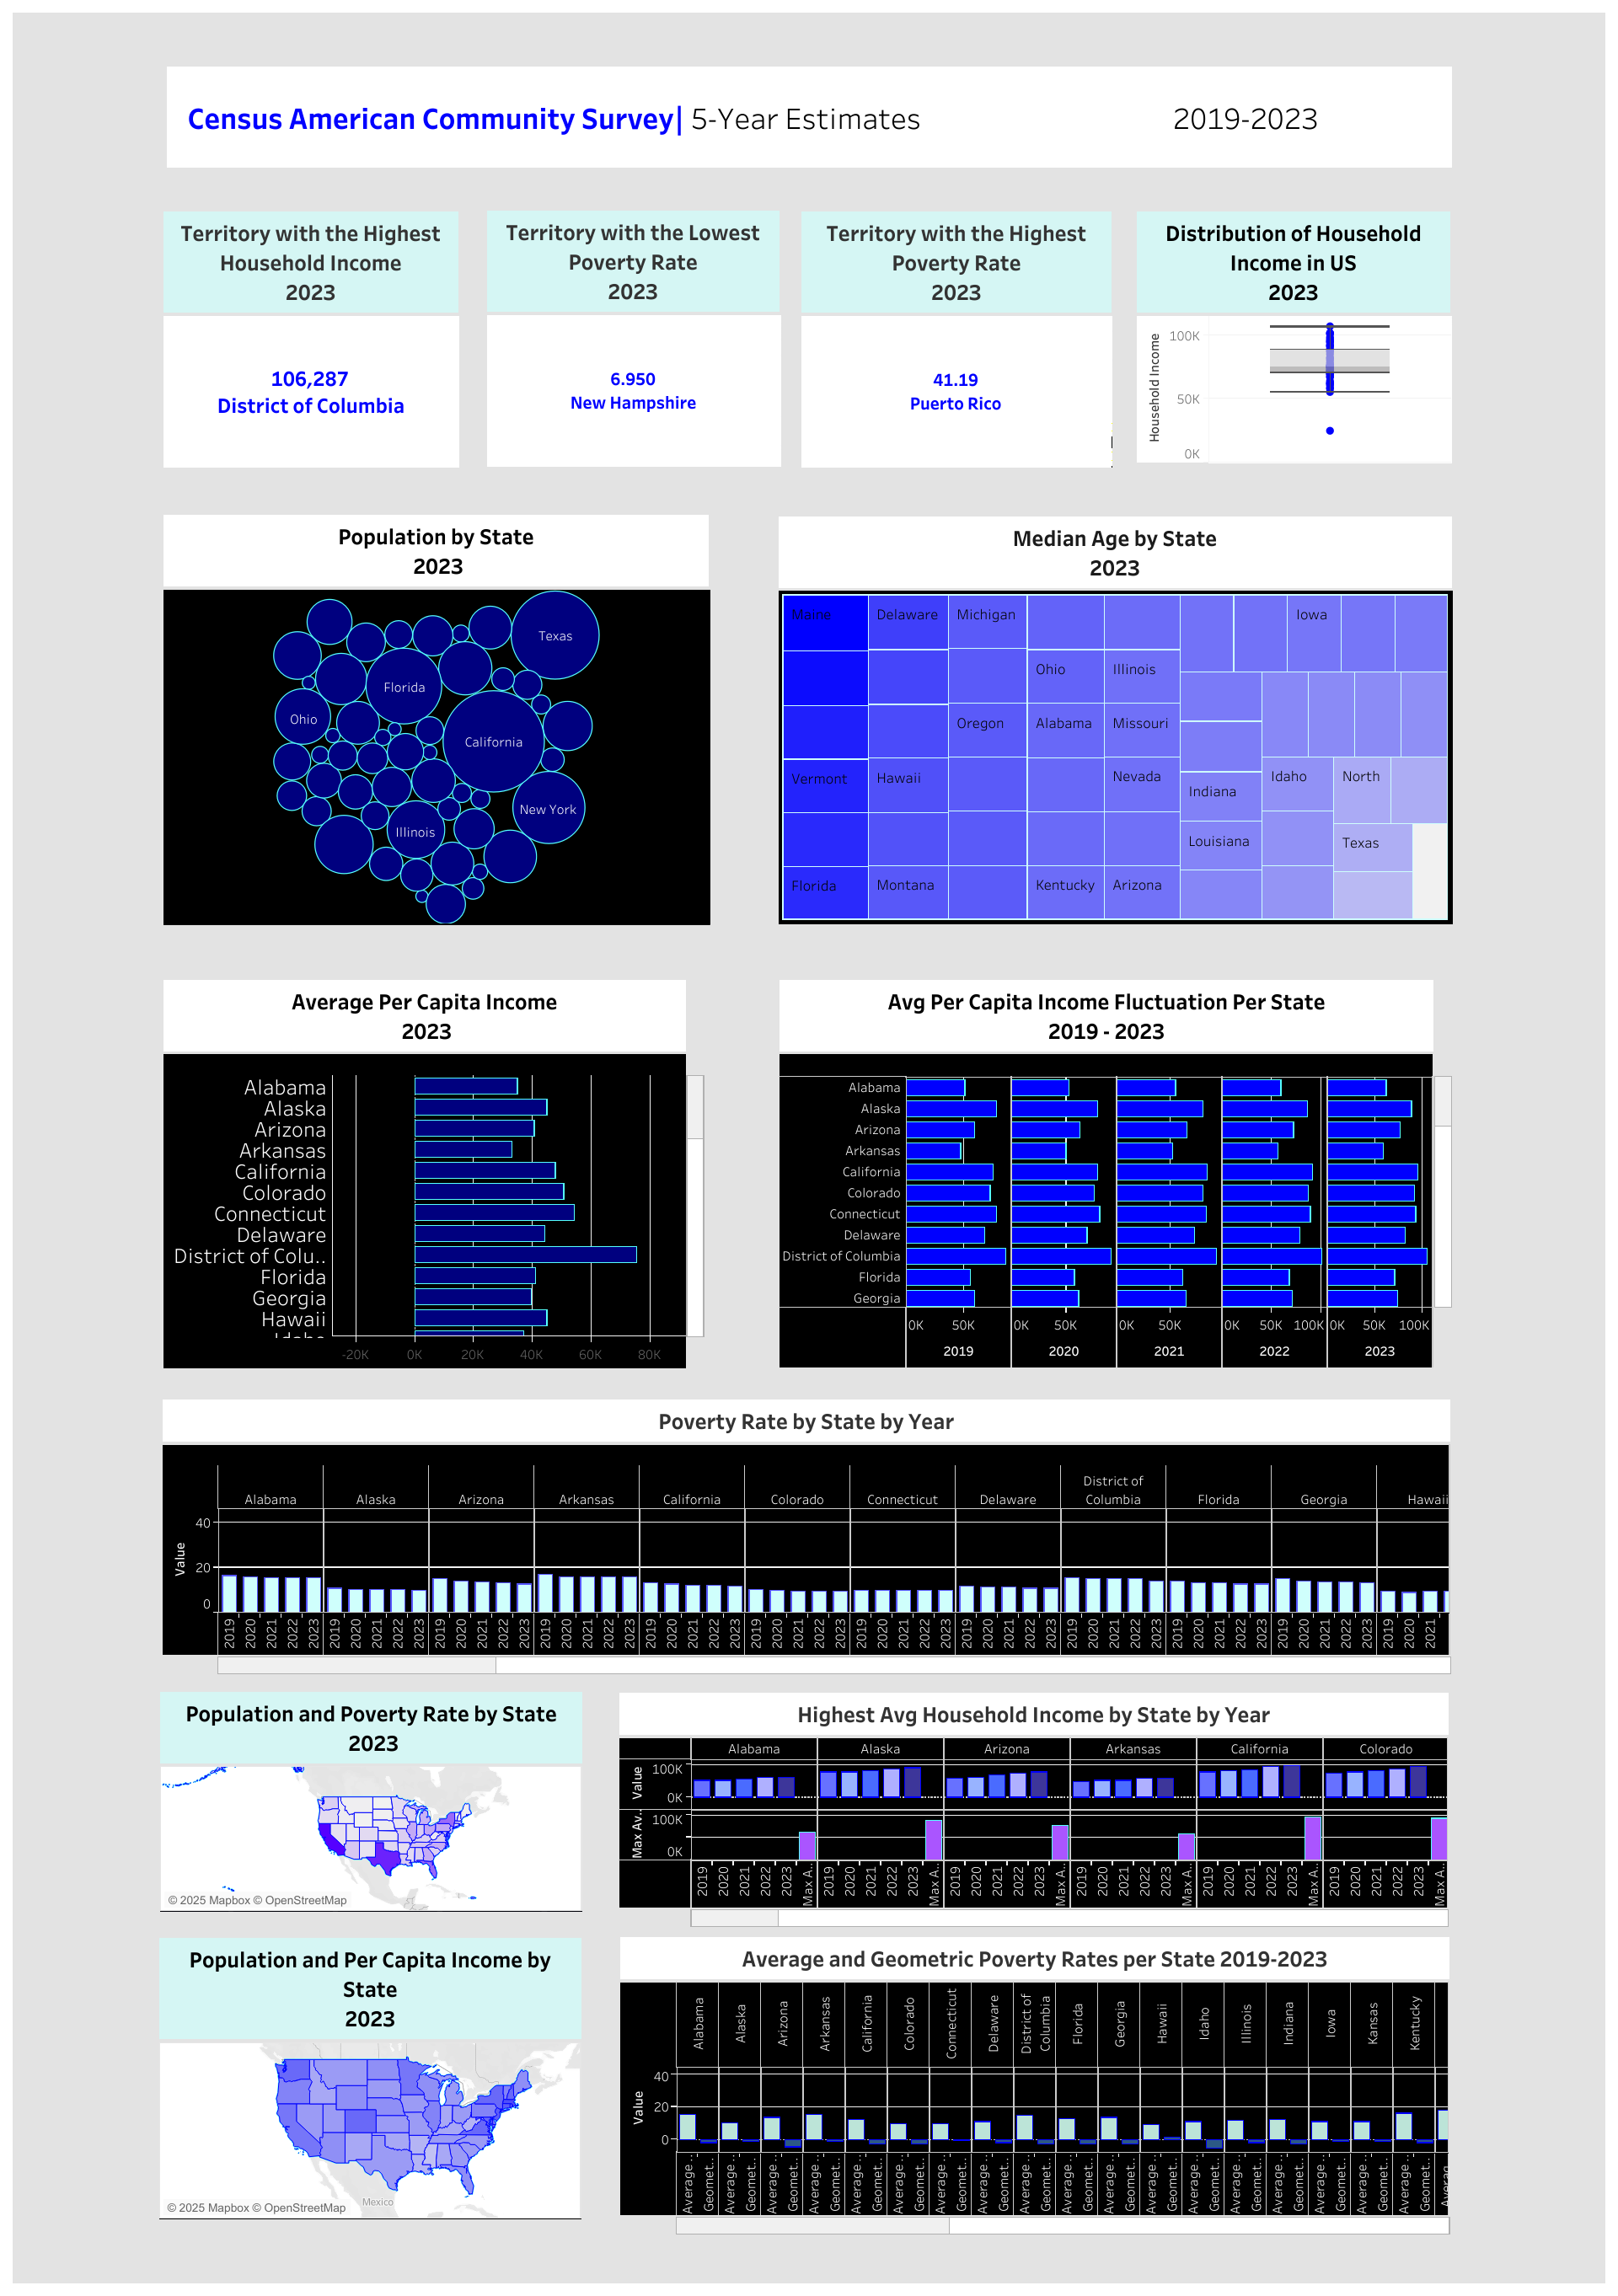 Census American Community Survey| 5-Year Estimates 2019-2023
Territory with the Highest
Household Income
2023
106,287
District of Columbia
Territory with the Lowest
Poverty Rate
2023
6.950
New Hampshire
Territory with the Highest
Poverty Rate
2023
41.19
Puerto Rico
Distribution of Household
Income in US
2023
Household Income
100K
50K
0K
Population by State
2023
Texas
Florida
Ohio
California
New York
Illinois
Median Age by State
2023
Maine Delaware Michigan Iowa
Ohio Illinois
Oregon Alabama Missouri
Vermont Hawaii Nevada Idaho North
Indiana
Louisiana Texas
Florida Montana Kentucky Arizona
Average Per Capita Income
2023
Alabama
Alaska
Arizona
Arkansas
California
Colorado
Connecticut
Delaware
District of Colu..
Florida
Georgia
Hawaii
Idaho
-20K 0K 20K 40K 60K 80K
Avg Per Capita Income Fluctuation Per State
2019 - 2023
Alabama
Alaska
Arizona
Arkansas
California
Colorado
Connecticut
Delaware
District of Columbia
Florida
Georgia
0K 50K 0K 50K 0K 50K 0K 50K 100K 0K 50K 100K
2019 2020 2021 2022 2023
Poverty Rate by State by Year
Alabama Alaska Arizona Arkansas California Colorado Connecticut Delaware District of Columbia Florida Georgia Hawaii
Value
40
20
0
2019 2020 2021 2022 2023 2019 2020 2021 2022 2023 2019 2020 2021 2022 2023 2019 2020 2021 2022 2023 2019 2020 2021 2022 2023 2019 2020 2021 2022 2023 2019 2020 2021 2022 2023 2019 2020 2021 2022 2023 2019 2020 2021 2022 2023 2019 2020 2021 2022 2023 2019 2020 2021 2022 2023 2019 2020 2021
Population and Poverty Rate by State
2023
© 2025 Mapbox © OpenStreetMap
Highest Avg Household Income by State by Year
Alabama Alaska Arizona Arkansas California Colorado
Value
100K
0K
Max Av..
100K
0K
2019 2020 2021 2022 2023 Max A.. 2019 2020 2021 2022 2023 Max A.. 2019 2020 2021 2022 2023 Max A.. 2019 2020 2021 2022 2023 Max A.. 2019 2020 2021 2022 2023 Max A.. 2019 2020 2021 2022 2023 Max A..
Population and Per Capita Income by
State
2023
Mexico
© 2025 Mapbox © OpenStreetMap
Average and Geometric Poverty Rates per State 2019-2023
Alabama Alaska Arizona Arkansas California Colorado Connecticut Delaware District of Columbia Florida Georgia Hawaii Idaho Illinois Indiana Iowa Kansas Kentucky
Value
40
20
0
Average .. Geomet.. Average .. Geomet.. Average .. Geomet.. Average .. Geomet.. Average .. Geomet.. Average .. Geomet.. Average .. Geomet.. Average .. Geomet.. Average .. Geomet.. Average .. Geomet.. Average .. Geomet.. Average .. Geomet.. Average .. Geomet.. Average .. Geomet.. Average .. Geomet.. Average .. Geomet.. Average .. Geomet.. Average .. Geomet..